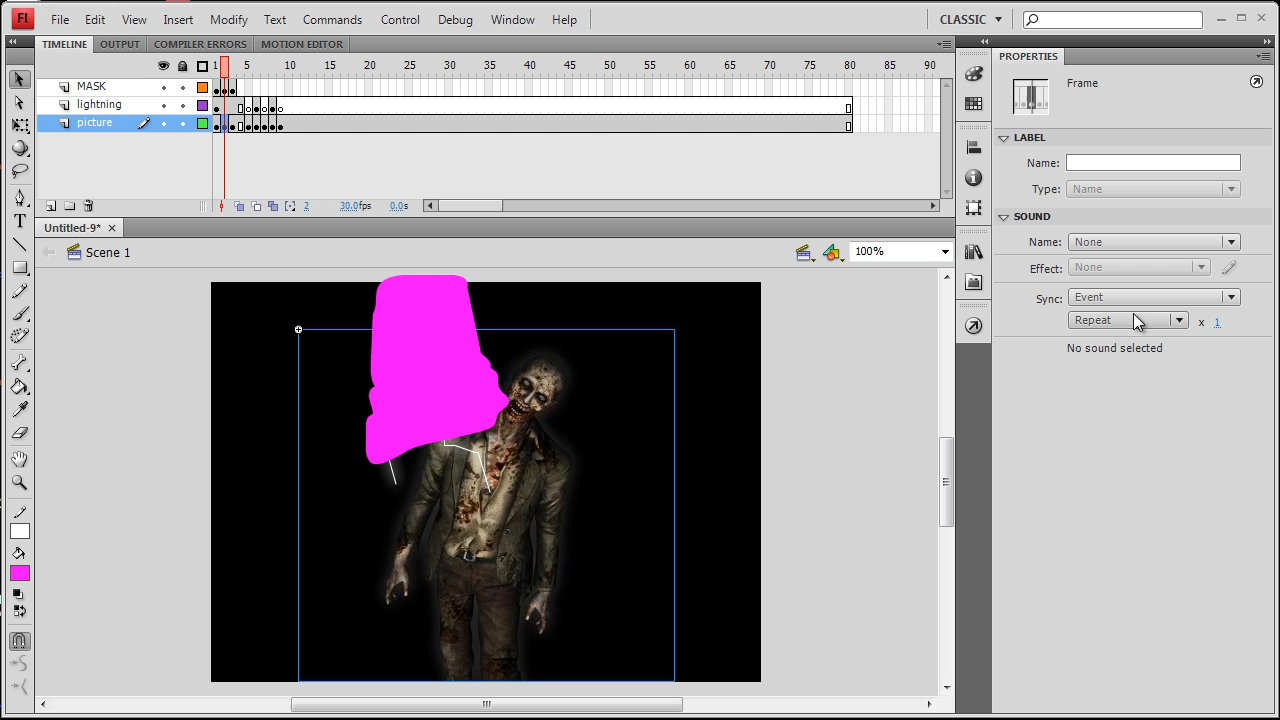 Fl File Edit View Insert Modify Text Commands Control Debug Window Help CLASSIC
TIMELINE OUTPUT COMPILER ERRORS MOTION EDITOR
1 5 10 15 20 25 30 35 40 45 50 55 60 65 70 75 80 85 90
MASK
lightning
picture
2 30.0fps 0.0s
Untitled-9*
Scene 1 100%
T
PROPERTIES
Frame
LABEL
Name:
Type: Name
SOUND
Name: None
Effect: None
Sync: Event
Repeat x 1
No sound selected